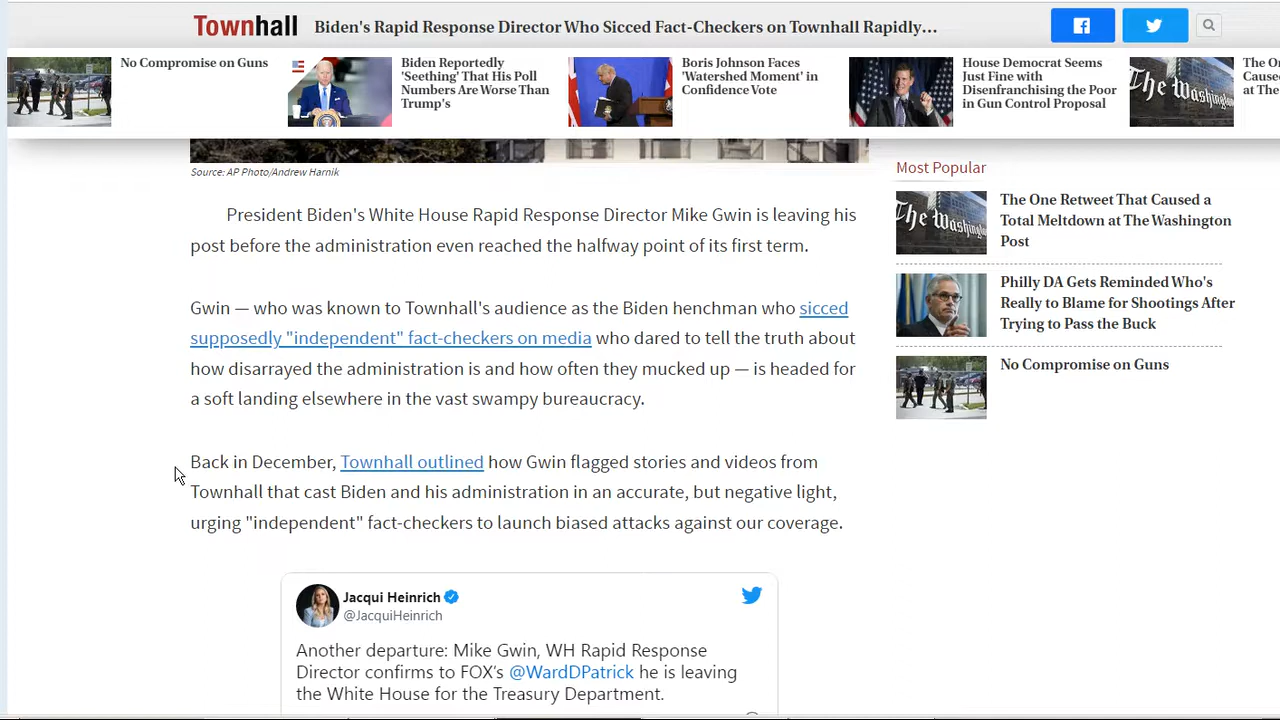 Townhall
Biden's Rapid Response Director Who Sicced Fact-Checkers on Townhall Rapidly...
No Compromise on Guns
Biden Reportedly
'Seething' That His Poll
Numbers Are Worse Than
Trump's
Boris Johnson Faces
'Watershed Moment' in
Confidence Vote
House Democrat Seems
Just Fine with
Disenfranchising the Poor
in Gun Control Proposal
The Washing
The On
Cause
at The
Source: AP Photo/Andrew Harnik
President Biden's White House Rapid Response Director Mike Gwin is leaving his
post before the administration even reached the halfway point of its first term.
Gwin — who was known to Townhall's audience as the Biden henchman who sicced
supposedly "independent" fact-checkers on media who dared to tell the truth about
how disarrayed the administration is and how often they mucked up — is headed for
a soft landing elsewhere in the vast swampy bureaucracy.
Back in December, Townhall outlined how Gwin flagged stories and videos from
Townhall that cast Biden and his administration in an accurate, but negative light,
urging "independent" fact-checkers to launch biased attacks against our coverage.
Jacqui Heinrich
@JacquiHeinrich
Another departure: Mike Gwin, WH Rapid Response
Director confirms to FOX's @WardDPatrick he is leaving
the White House for the Treasury Department.
Most Popular
The Washing
The One Retweet That Caused a
Total Meltdown at The Washington
Post
Philly DA Gets Reminded Who's
Really to Blame for Shootings After
Trying to Pass the Buck
No Compromise on Guns